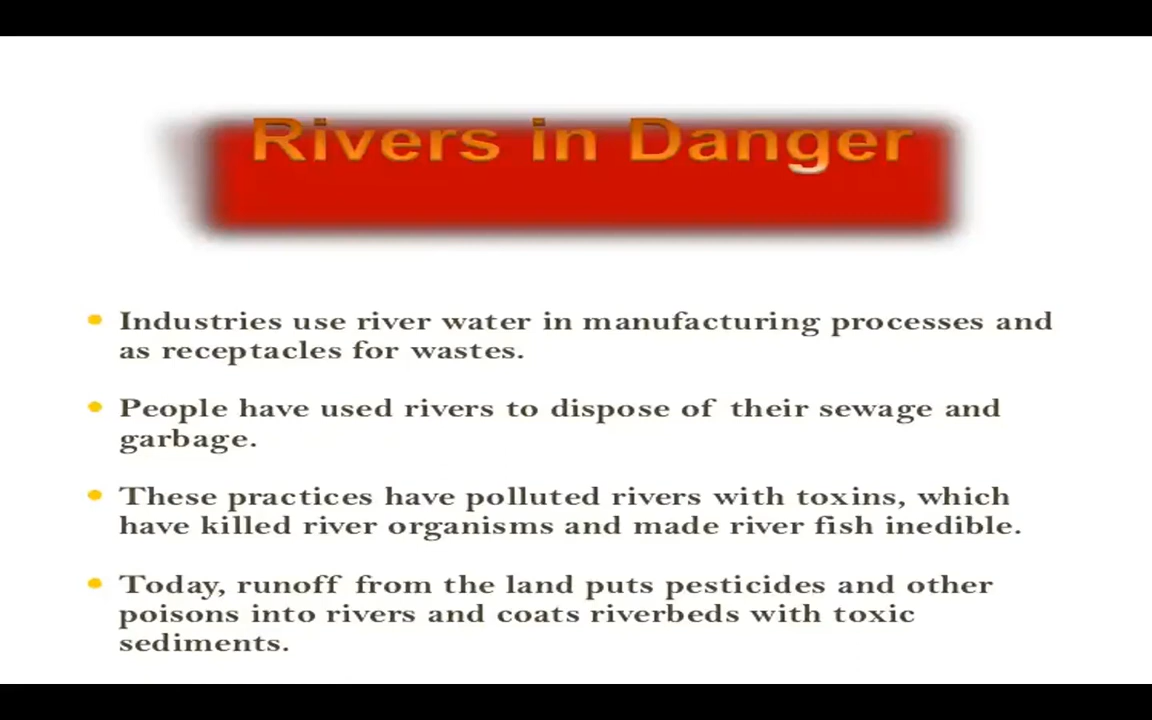 Rivers in Danger
Industries use river water in manufacturing processes and
as receptacles for wastes.
People have used rivers to dispose of their sewage and
garbage.
These practices have polluted rivers with toxins, which
have killed river organisms and made river fish inedible.
Today, runoff from the land puts pesticides and other
poisons into rivers and coats riverbeds with toxic
sediments.